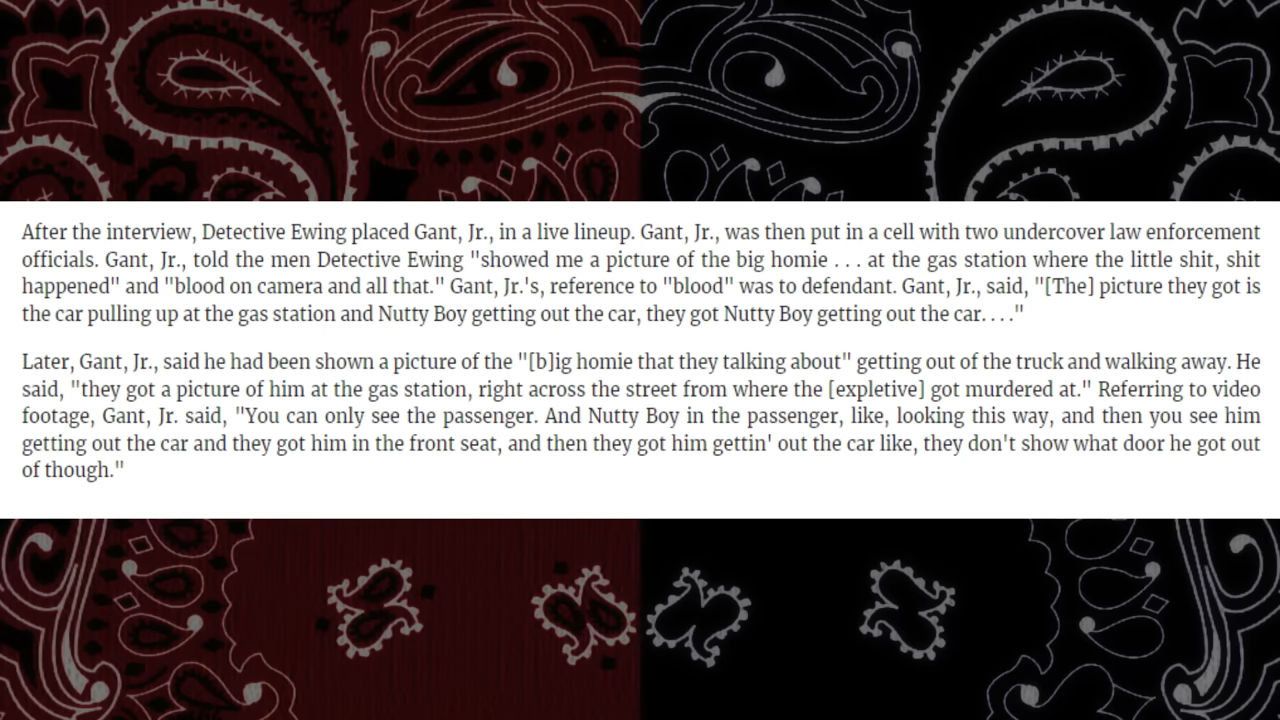 After the interview, Detective Ewing placed Gant, Jr., in a live lineup. Gant, Jr., was then put in a cell with two undercover law enforcement
officials. Gant, Jr., told the men Detective Ewing "showed me a picture of the big homie . . . at the gas station where the little shit, shit
happened" and "blood on camera and all that." Gant, Jr.'s, reference to "blood" was to defendant. Gant, Jr., said, "[The] picture they got is
the car pulling up at the gas station and Nutty Boy getting out the car, they got Nutty Boy getting out the car. . . ."
Later, Gant, Jr., said he had been shown a picture of the "[b]ig homie that they talking about" getting out of the truck and walking away. He
said, "they got a picture of him at the gas station, right across the street from where the [expletive] got murdered at." Referring to video
footage, Gant, Jr. said, "You can only see the passenger. And Nutty Boy in the passenger, like, looking this way, and then you see him
getting out the car and they got him in the front seat, and then they got him gettin' out the car like, they don't show what door he got out
of though."